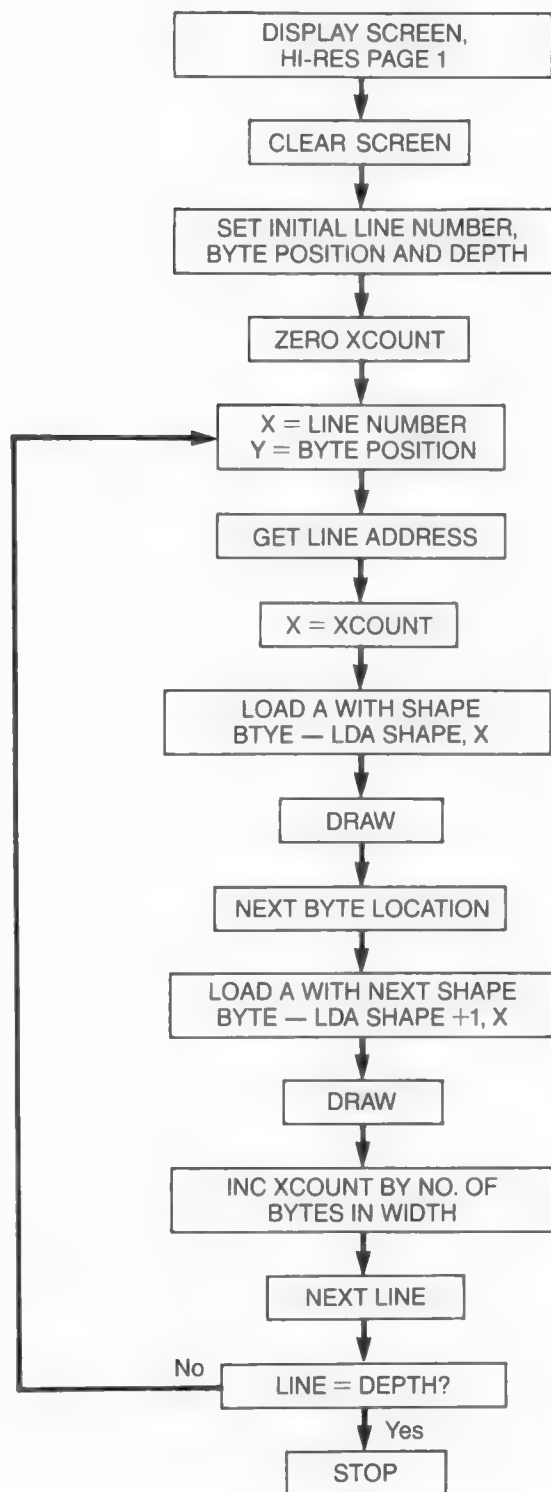 DISPLAY SCREEN,
HI-RES PAGE 1
CLEAR SCREEN
SET INITIAL LINE NUMBER,
BYTE POSITION AND DEPTH
ZERO XCOUNT
X = LINE NUMBER
Y = BYTE POSITION
GET LINE ADDRESS
X = XCOUNT
LOAD A WITH SHAPE
BTYE — LDA SHAPE, X
DRAW
NEXT BYTE LOCATION
LOAD A WITH NEXT SHAPE
BYTE — LDA SHAPE +1, X
DRAW
INC XCOUNT BY NO. OF
BYTES IN WIDTH
NEXT LINE
No
LINE = DEPTH?
Yes
STOP